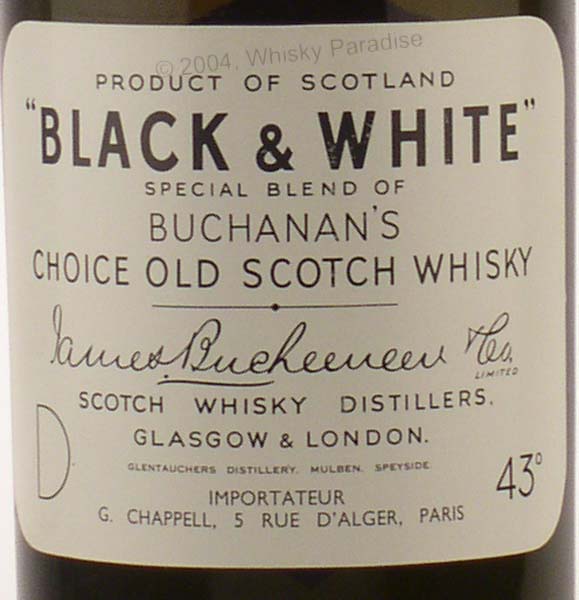 © 2004, Whisky Paradise
PRODUCT OF SCOTLAND
"BLACK & WHITE"
SPECIAL BLEND OF
BUCHANAN'S
CHOICE OLD SCOTCH WHISKY
James Buchanan & Co,
LIMITED
SCOTCH WHISKY DISTILLERS.
GLASGOW & LONDON.
GLENTAUCHERS DISTILLERY. MULBEN. SPEYSIDE
D
43°
IMPORTATEUR
G. CHAPPELL, 5 RUE D'ALGER, PARIS